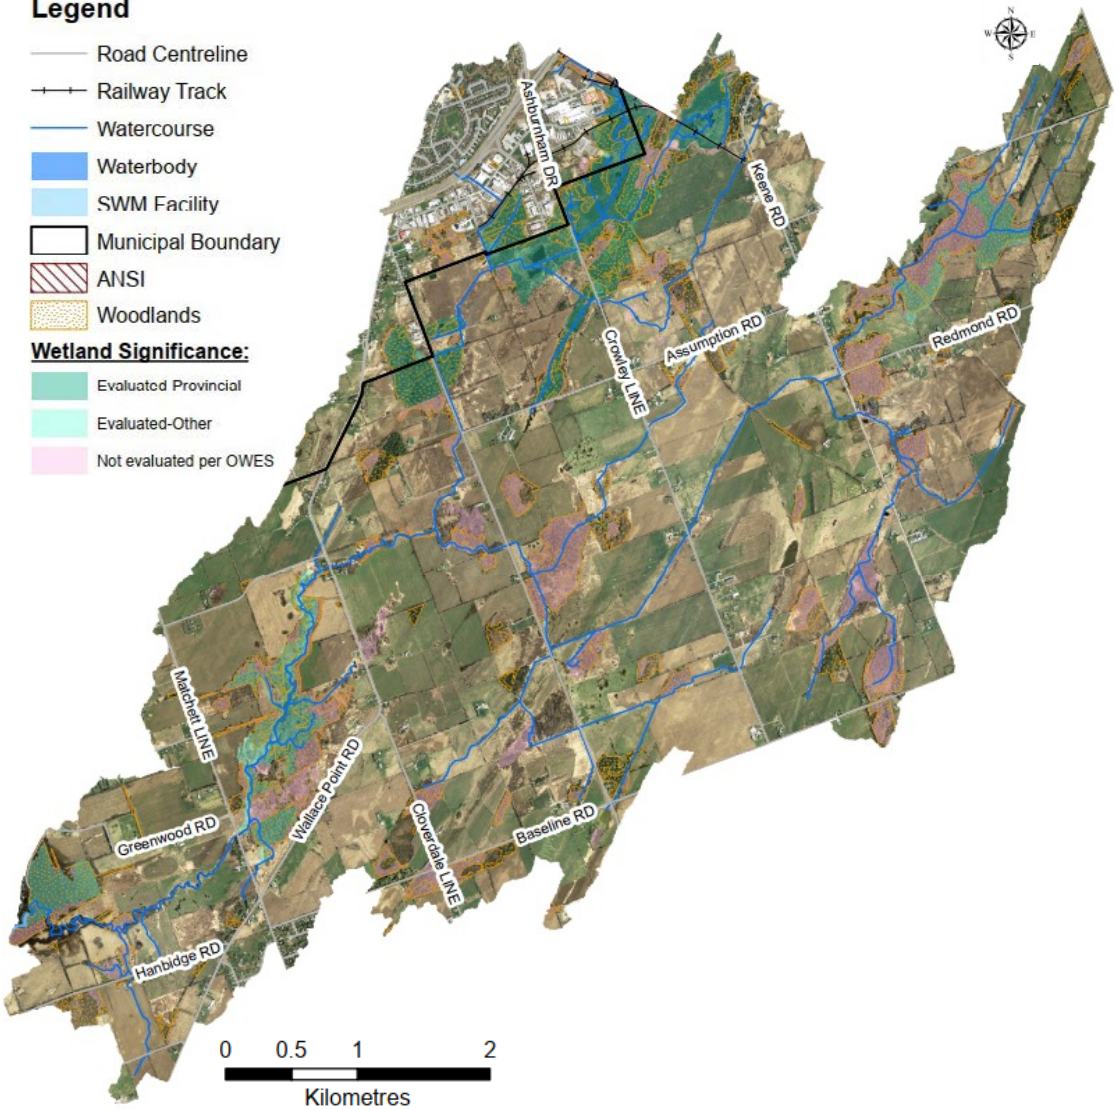 Legend
Road Centreline
Railway Track
Watercourse
Waterbody
SWM Facility
Municipal Boundary
ANSI
Woodlands
Wetland Significance:
Evaluated Provincial
Evaluated-Other
Not evaluated per OWES
N
W E
S
Ashburnham DR
Keene RD
Redmond RD
Assumption RD
Crowley LINE
Matchett LINE
Wallace Point RD
Greenwood RD
Cloverdale LINE
Baseline RD
Hanbidge RD
0 0.5 1 2
Kilometres